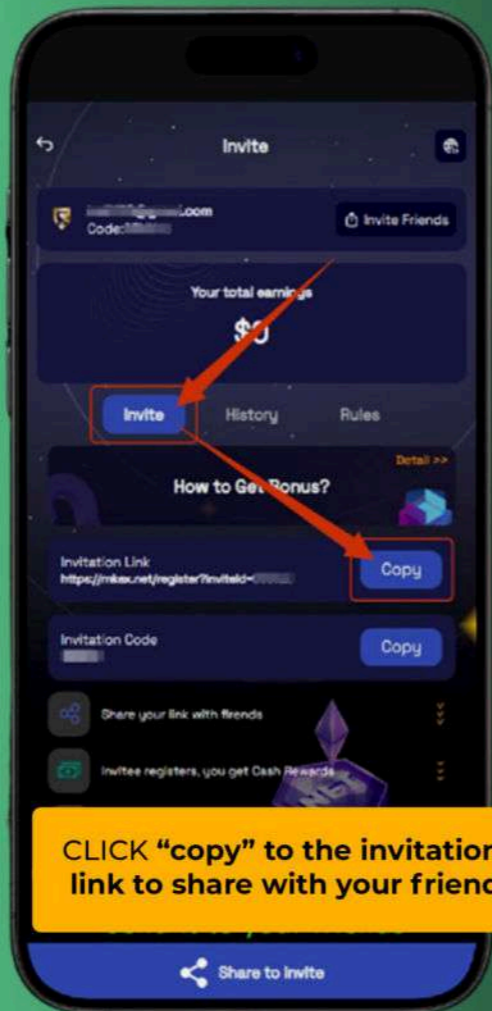 Invite
.com
Code:
Invite Friends
Your total earnings
$0
Invite
History
Rules
Detail >>
How to Get Bonus?
Invitation Link
https://mkex.net/register?inviteId=
Copy
Invitation Code
Copy
Share your link with firends
Invitee registers, you get Cash Rewards
CLICK “copy” to the invitation
link to share with your friend
Share to Invite